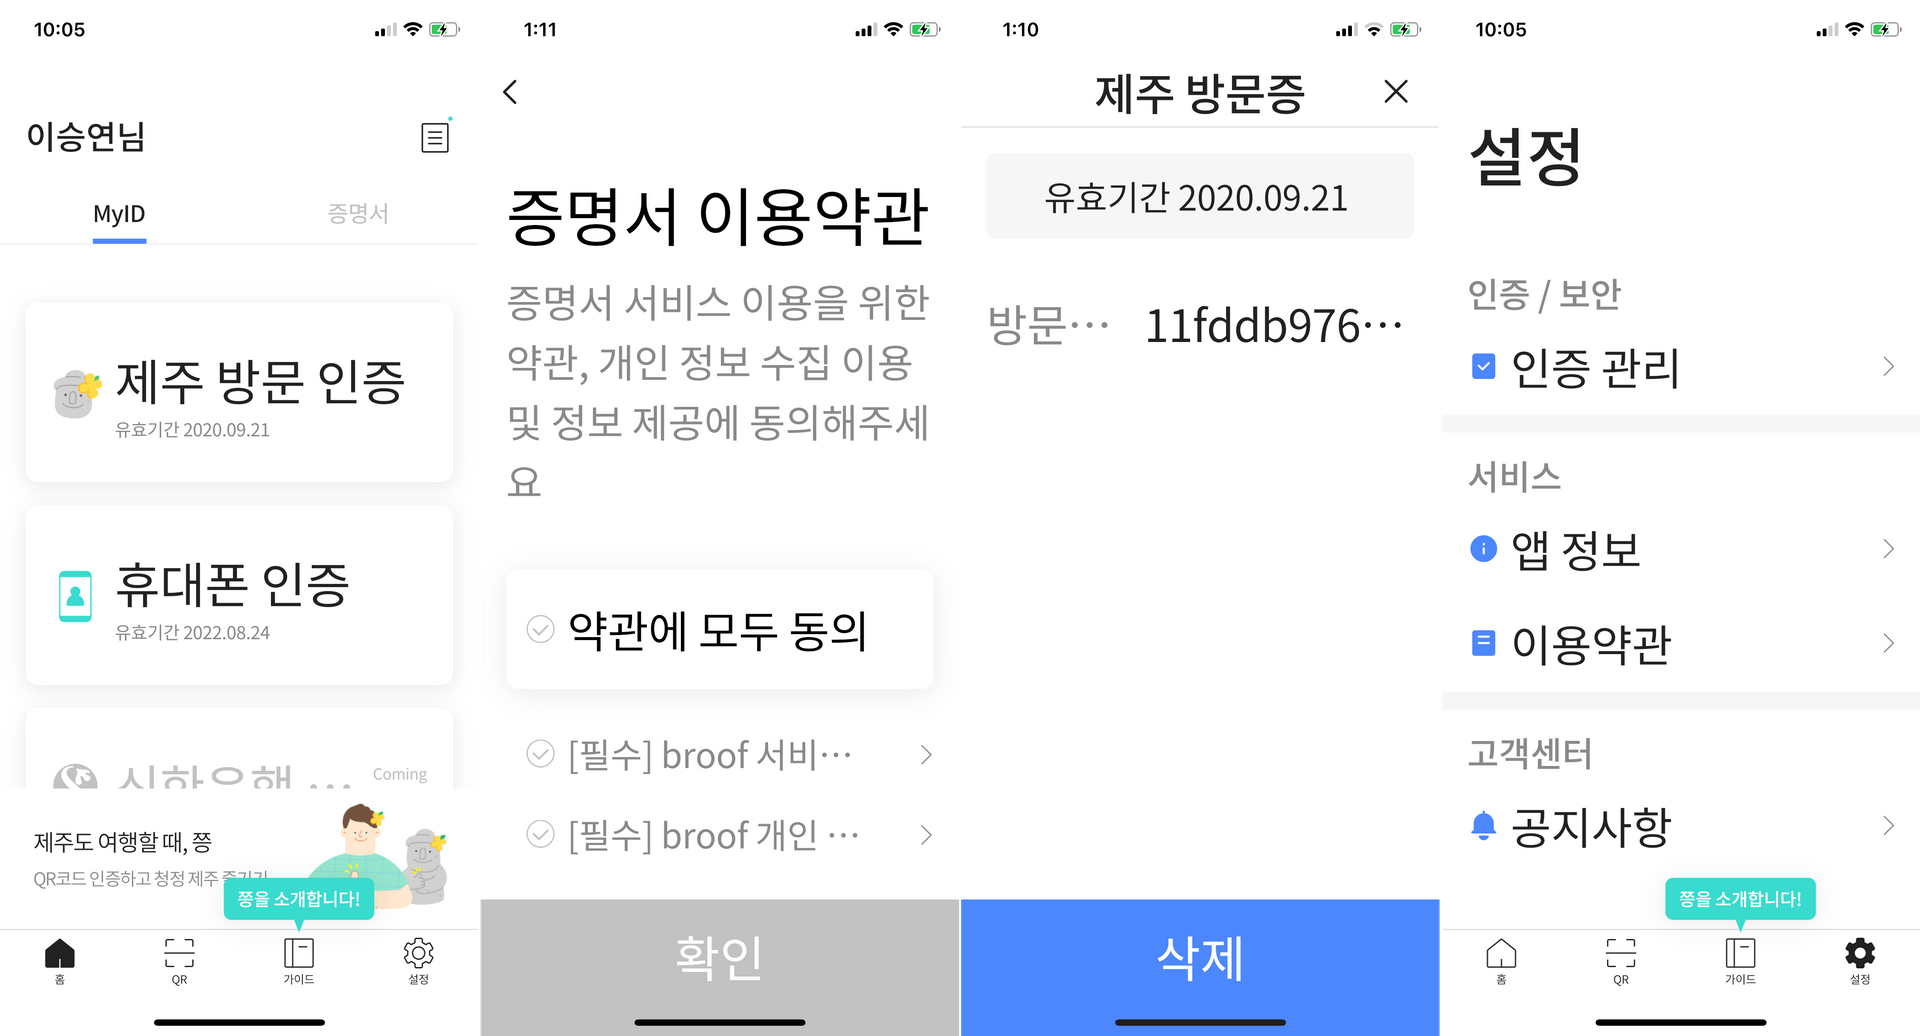 10:05
이승연님
MyID
증명서
제주 방문 인증
유효기간 2020.09.21
휴대폰 인증
유효기간 2022.08.24
신한은행 ...
Coming
제주도 여행할 때, 쯩
QR코드 인증하고 청정 제주 즐기기
쯩을 소개합니다!
홈
QR
가이드
설정
1:11
증명서 이용약관
증명서 서비스 이용을 위한
약관, 개인 정보 수집 이용
및 정보 제공에 동의해주세
요
약관에 모두 동의
[필수] broof 서비...
[필수] broof 개인 ...
확인
1:10
제주 방문증
유효기간 2020.09.21
방문... 11fddb976...
삭제
10:05
설정
인증 / 보안
인증 관리
서비스
앱 정보
이용약관
고객센터
공지사항
쯩을 소개합니다!
홈
QR
가이드
설정